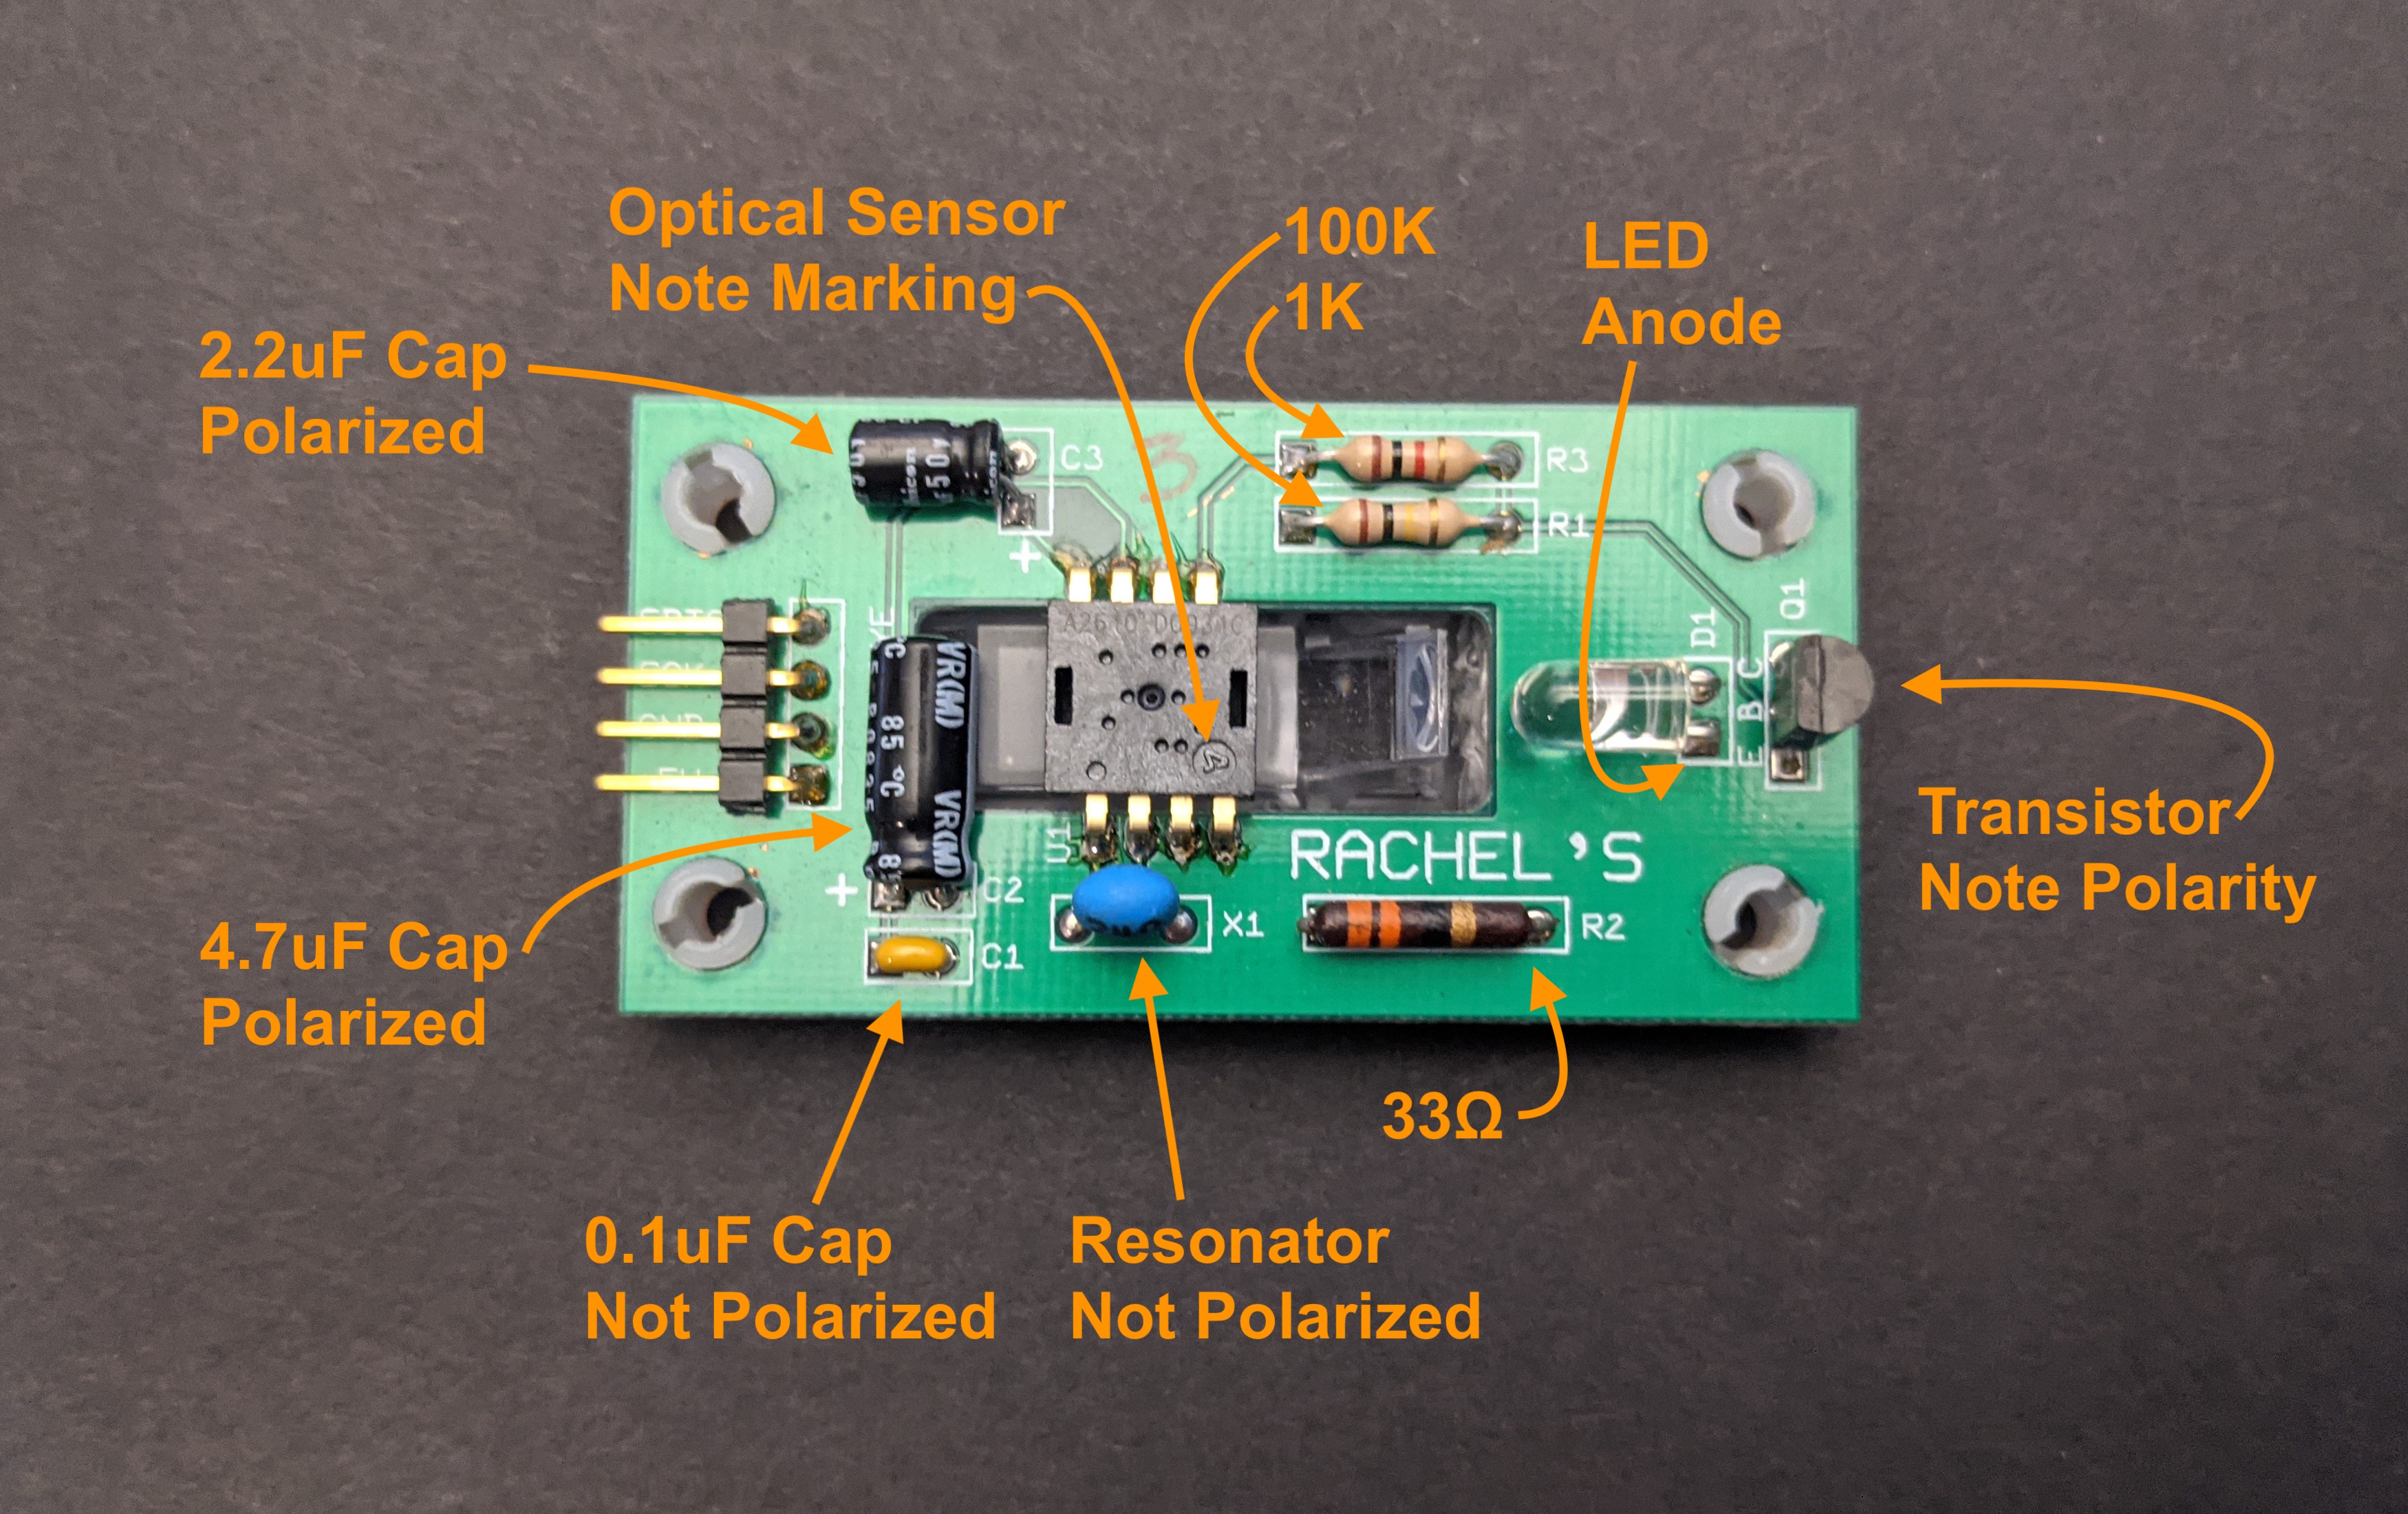 Optical Sensor
Note Marking
100K
1K
LED
Anode
2.2uF Cap
Polarized
C3
R3
R1
+
Q1
D1
E B C
A2610
VR(M)
85 °C
VR(M)
U1
RACHEL'S
Transistor
Note Polarity
+
C2
X1
R2
C1
4.7uF Cap
Polarized
33Ω
0.1uF Cap
Not Polarized
Resonator
Not Polarized